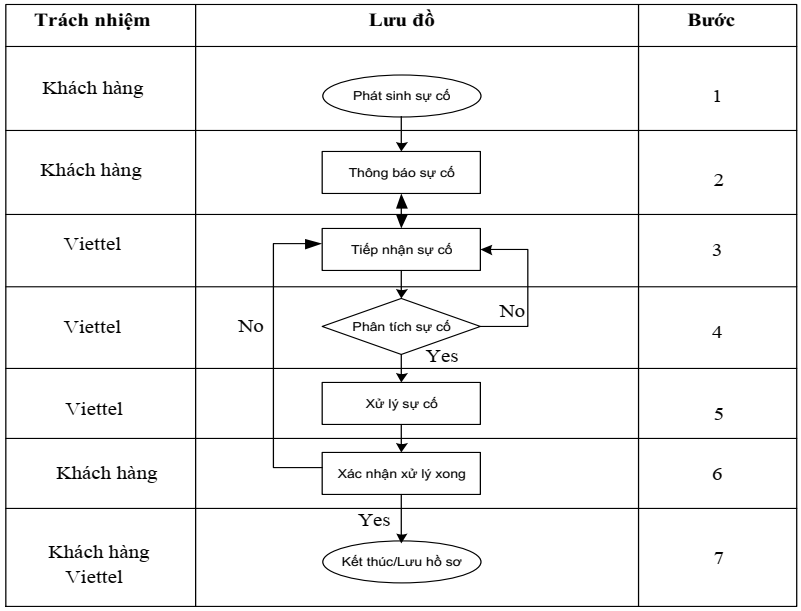 Trách nhiệm
Lưu đồ
Bước
Khách hàng
Phát sinh sự cố
1
Khách hàng
Thông báo sự cố
2
Viettel
Tiếp nhận sự cố
3
Viettel
No
Phân tích sự cố
No
4
Yes
Viettel
Xử lý sự cố
5
Khách hàng
Xác nhận xử lý xong
6
Yes
Khách hàng
Viettel
Kết thúc/Lưu hồ sơ
7